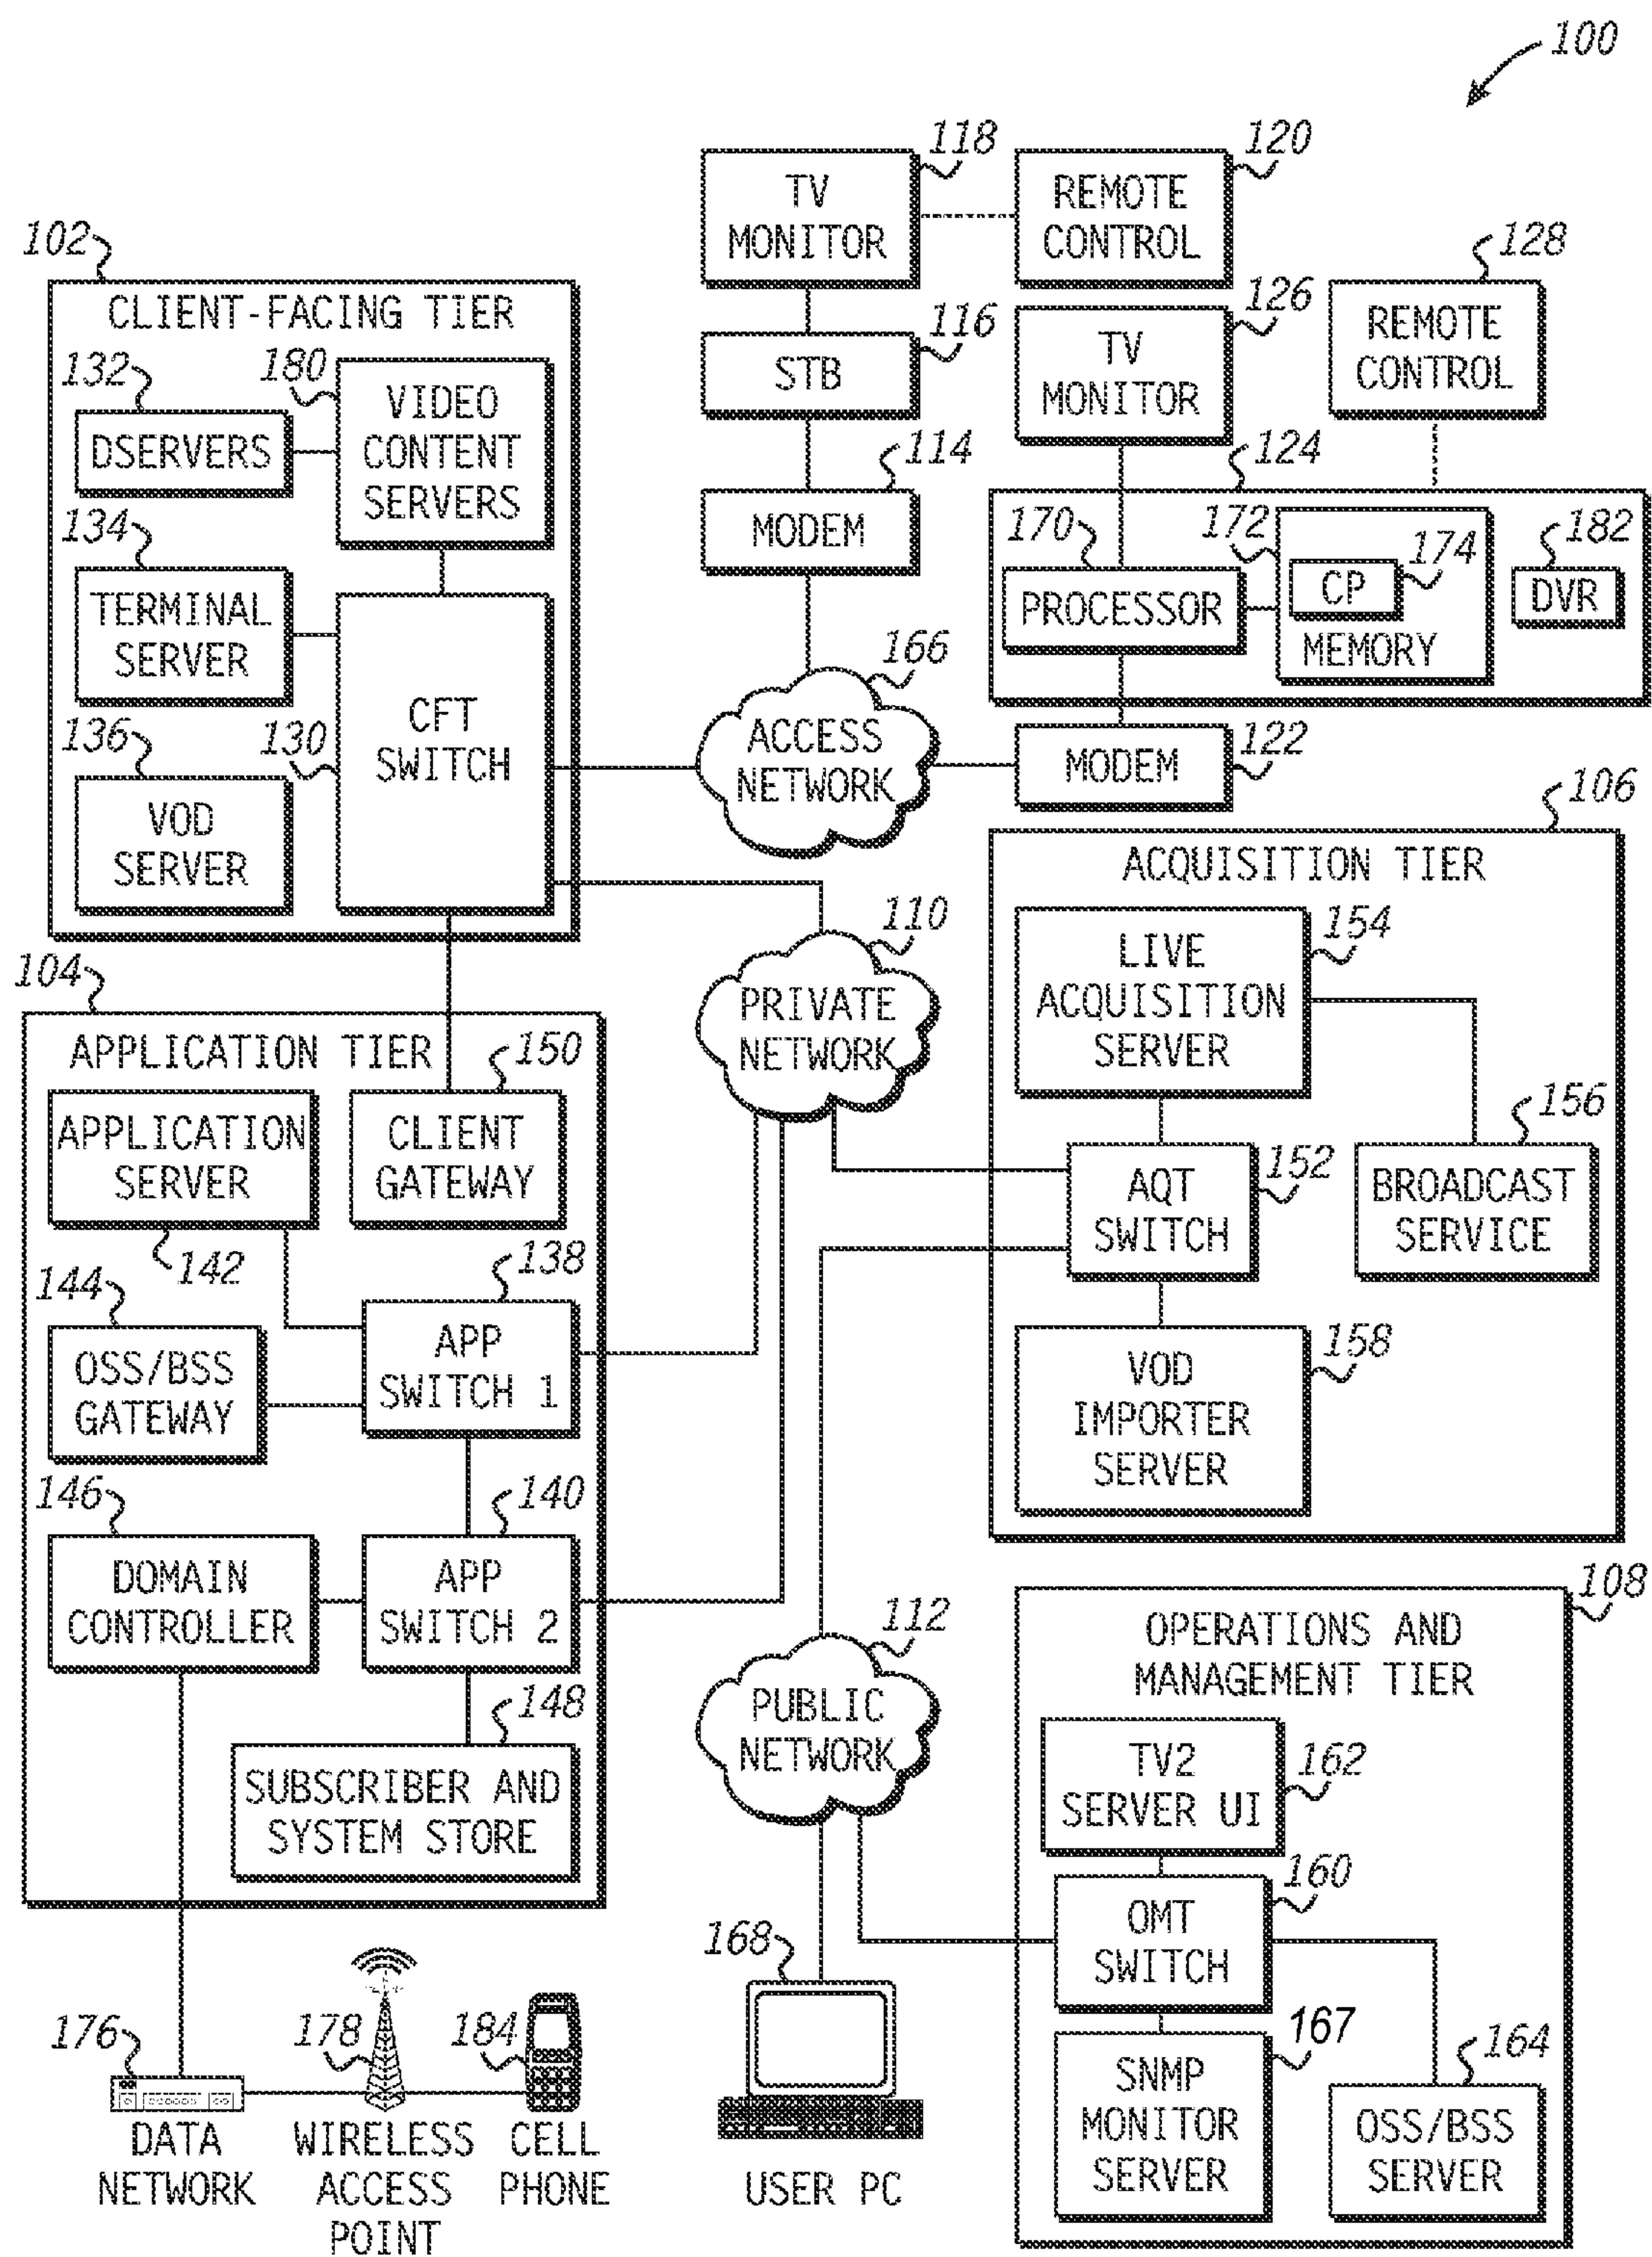 100
118
TV
MONITOR
120
REMOTE
CONTROL
102
CLIENT-FACING TIER
132
DSERVERS
180
VIDEO
CONTENT
SERVERS
134
TERMINAL
SERVER
136
VOD
SERVER
130
CFT
SWITCH
116
STB
114
MODEM
126
TV
MONITOR
128
REMOTE
CONTROL
124
170
PROCESSOR
172
CP
174
MEMORY
182
DVR
166
ACCESS
NETWORK
122
MODEM
106
ACQUISITION TIER
154
LIVE
ACQUISITION
SERVER
156
BROADCAST
SERVICE
152
AQT
SWITCH
158
VOD
IMPORTER
SERVER
110
PRIVATE
NETWORK
104
APPLICATION TIER
APPLICATION
SERVER
142
150
CLIENT
GATEWAY
144
OSS/BSS
GATEWAY
138
APP
SWITCH 1
146
DOMAIN
CONTROLLER
140
APP
SWITCH 2
148
SUBSCRIBER AND
SYSTEM STORE
112
PUBLIC
NETWORK
108
OPERATIONS AND
MANAGEMENT TIER
TV2
SERVER UI
162
160
OMT
SWITCH
167
SNMP
MONITOR
SERVER
164
OSS/BSS
SERVER
168
USER PC
176
DATA
NETWORK
178
WIRELESS
ACCESS
POINT
184
CELL
PHONE